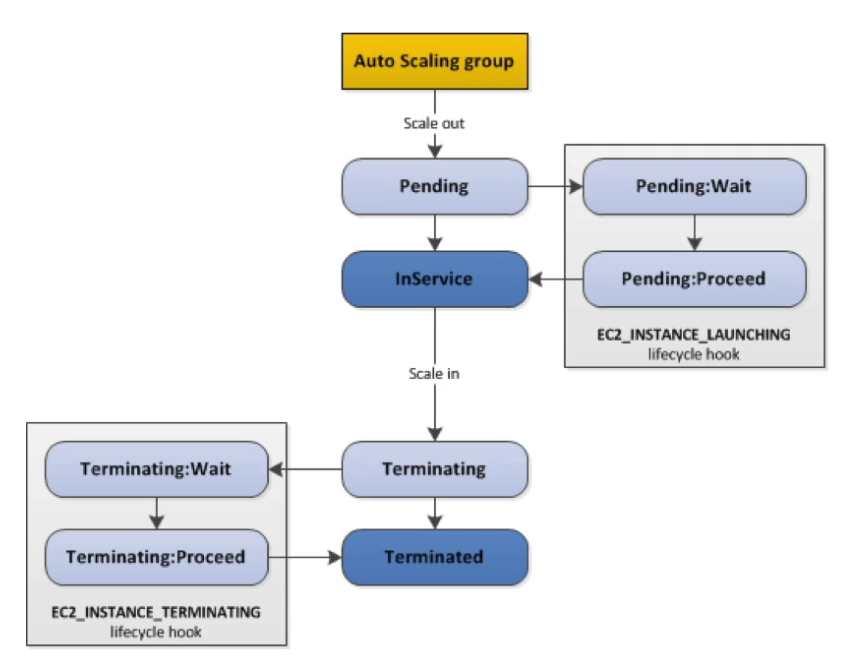 Auto Scaling group
Scale out
Pending
Pending:Wait
InService
Pending:Proceed
EC2_INSTANCE_LAUNCHING
lifecycle hook
Scale in
Terminating:Wait
Terminating
Terminating:Proceed
Terminated
EC2_INSTANCE_TERMINATING
lifecycle hook